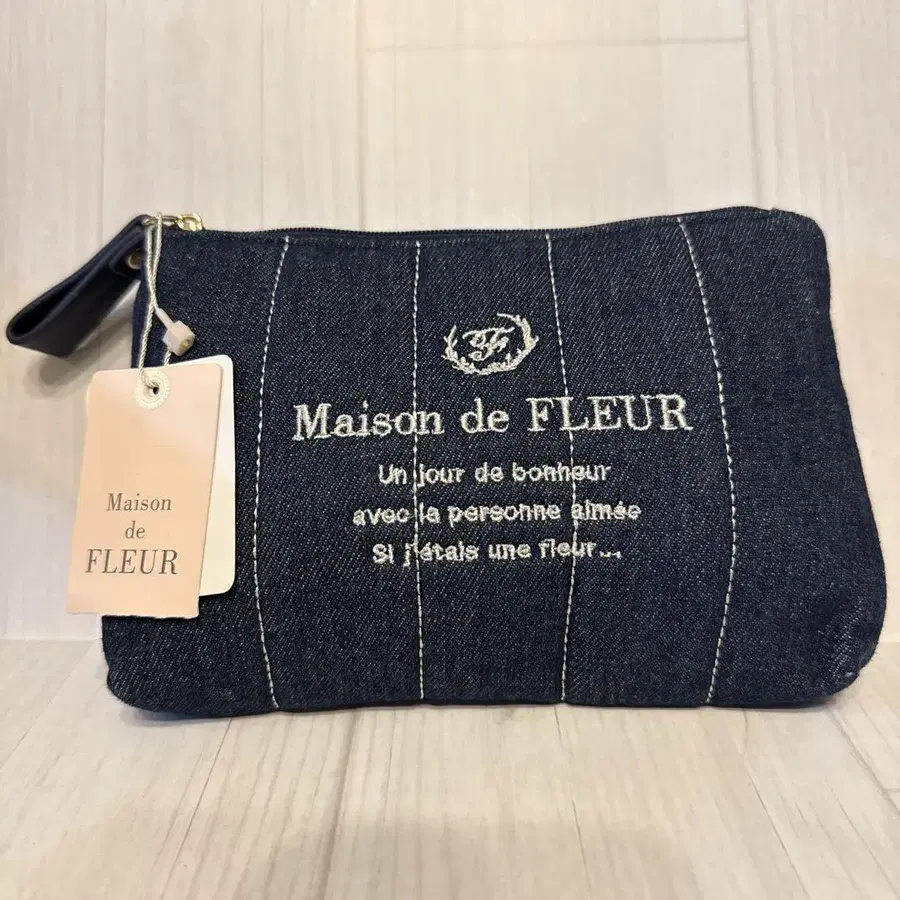 F
Maison de FLEUR
Un jour de bonheur
avec la personne aimée
Si j'étais une fleur...
Maison
de
FLEUR